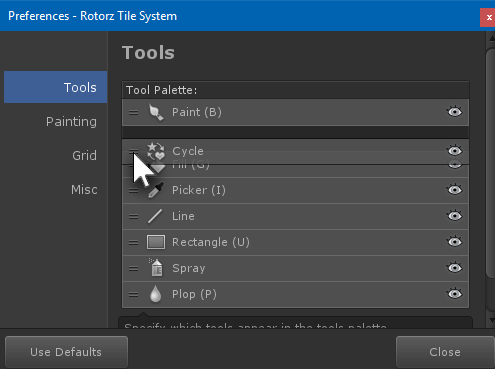 Preferences - Rotorz Tile System
x
Tools
Tools
Painting
Grid
Misc
Tool Palette:
Paint (B)
Cycle
Fill (G)
Picker (I)
Line
Rectangle (U)
Spray
Plop (P)
Specify which tools appear in the tools palette
Use Defaults
Close